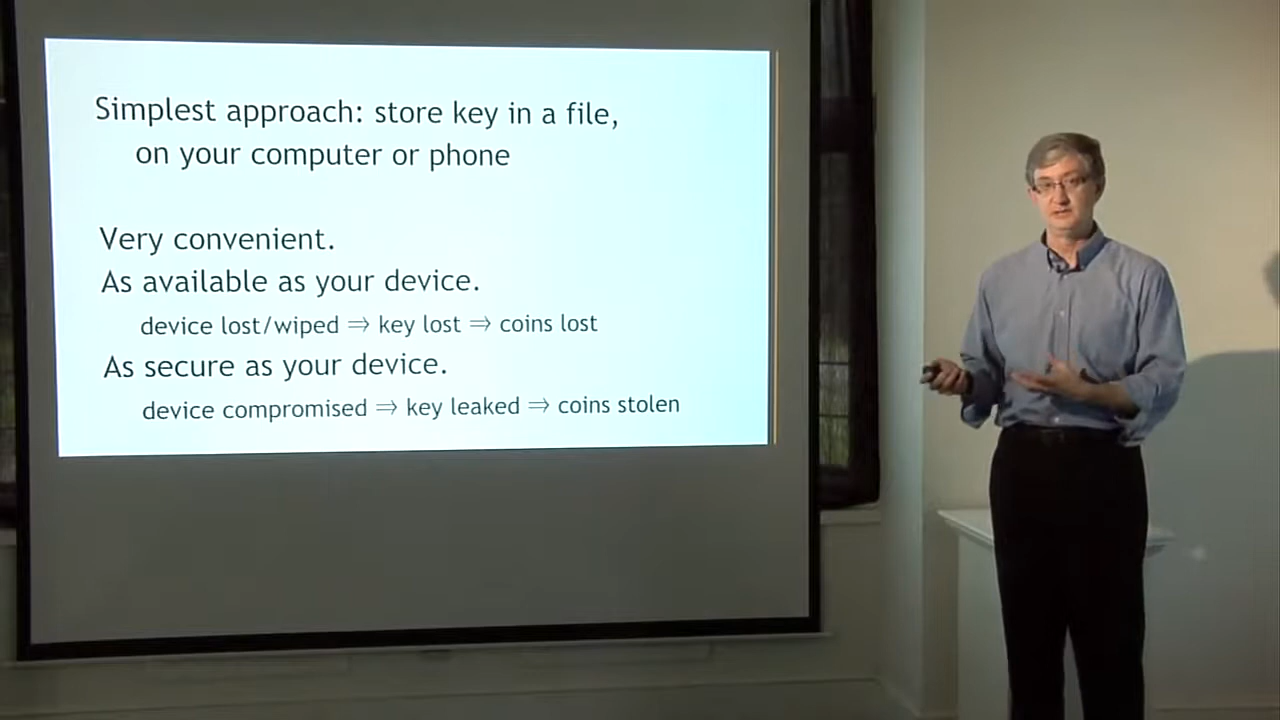 Simplest approach: store key in a file,
on your computer or phone
Very convenient.
As available as your device.
device lost/wiped ⇒ key lost ⇒ coins lost
As secure as your device.
device compromised ⇒ key leaked ⇒ coins stolen